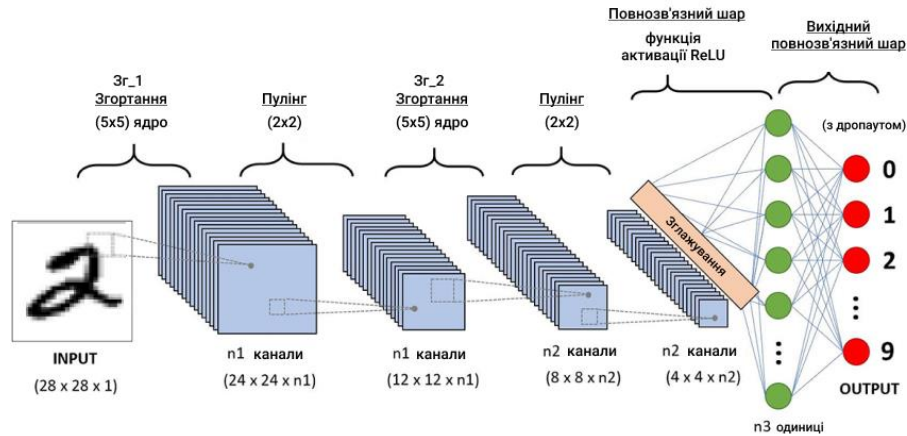 Повнозв'язний шар
функція
активації ReLU
Вихідний
повнозв'язний шар
Зг_1
Згортання
(5x5) ядро
Пулінг
(2x2)
Зг_2
Згортання
(5x5) ядро
Пулінг
(2x2)
(з дропаутом)
Зглажування
0
1
2
9
INPUT
(28 x 28 x 1)
n1 канали
(24 x 24 x n1)
n1 канали
(12 x 12 x n1)
n2 канали
(8 x 8 x n2)
n2 канали
(4 x 4 x n2)
OUTPUT
n3 одиниці